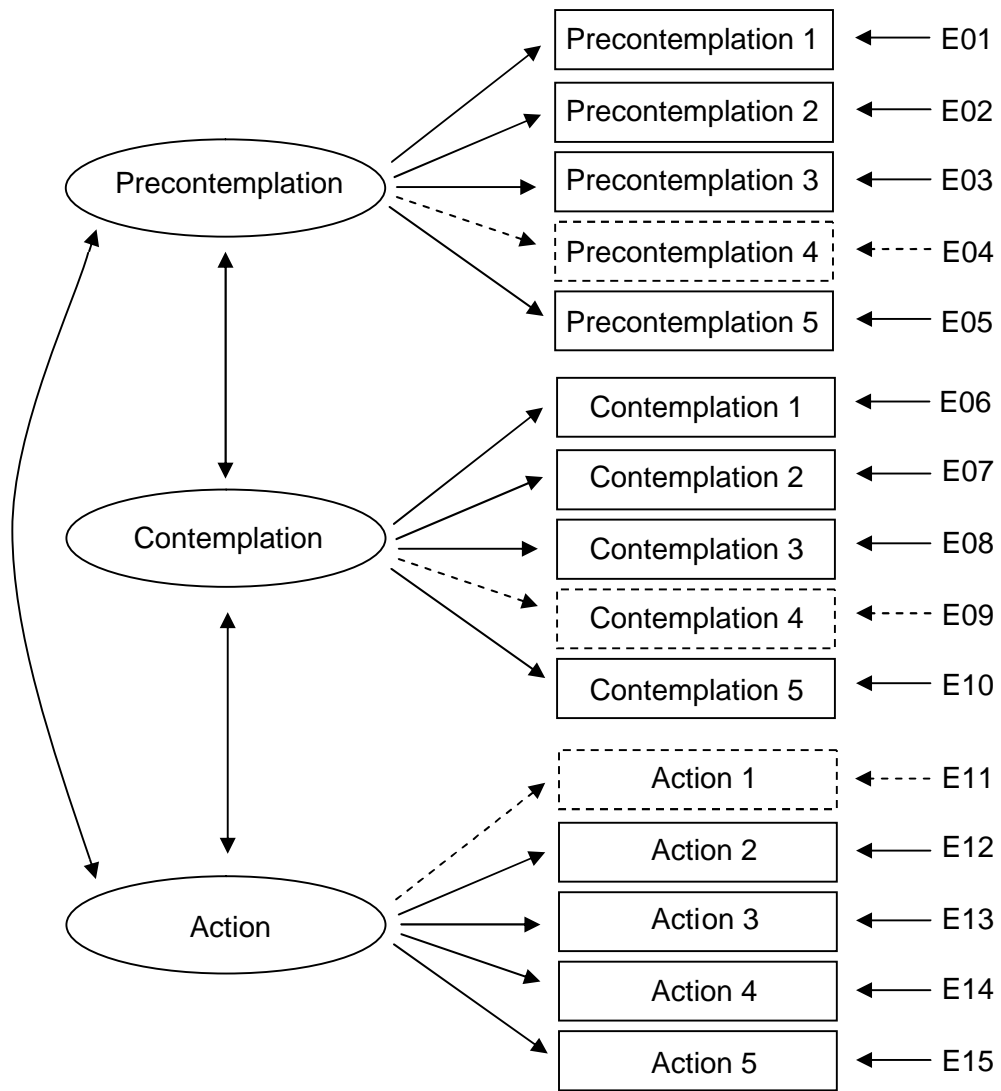 Precontemplation 1
E01
Precontemplation 2
E02
Precontemplation
Precontemplation 3
E03
Precontemplation 4
E04
Precontemplation 5
E05
Contemplation 1
E06
Contemplation 2
E07
Contemplation
Contemplation 3
E08
Contemplation 4
E09
Contemplation 5
E10
Action 1
E11
Action 2
E12
Action
Action 3
E13
Action 4
E14
Action 5
E15